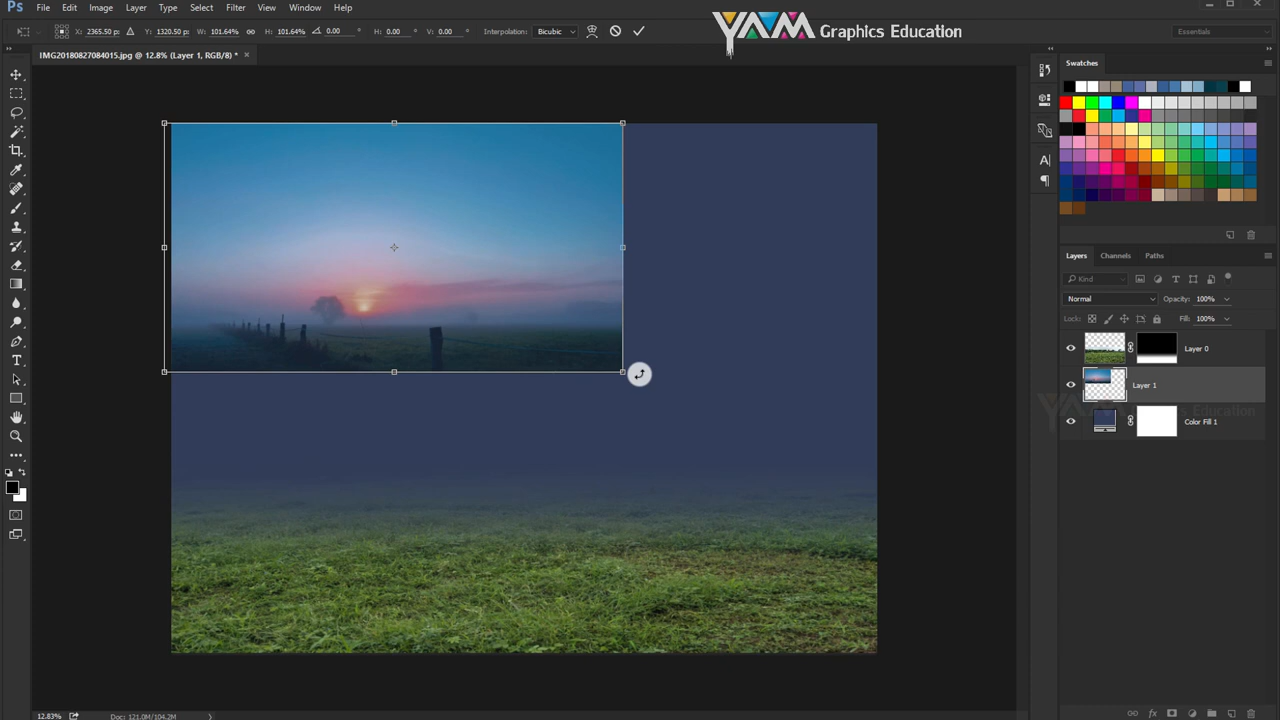 Ps File Edit Image Layer Type Select Filter View Window Help
X: 2365.50 p: Y: 1320.50 p: W: 101.64% H: 101.64% 0.00 ° H: 0.00 ° V: 0.00 ° Interpolation: Bicubic
YAM Graphics Education
Essentials
IMG20180827084015.jpg @ 12.8% (Layer 1, RGB/8) * ×
Swatches
Layers Channels Paths
Kind
Normal Opacity: 100%
Lock: Fill: 100%
Layer 0
Layer 1
YAM Graphics Education
Color Fill 1
12.83% Doc: 121.0M/104.2M